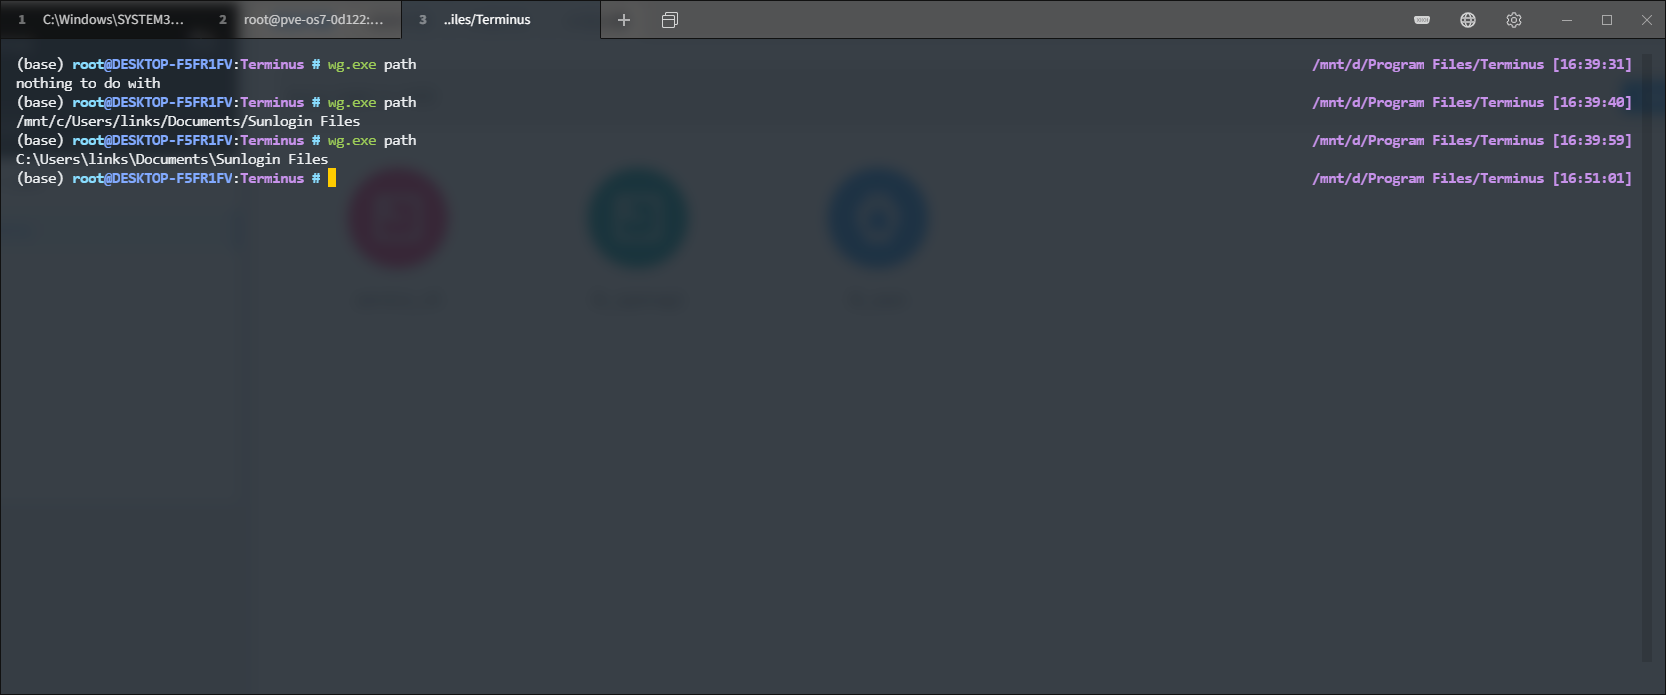 1 C:\Windows\SYSTEM3... 2 root@pve-os7-0d122:... 3 ..iles/Terminus
(base) root@DESKTOP-F5FR1FV:Terminus # wg.exe path /mnt/d/Program Files/Terminus [16:39:31]
nothing to do with
(base) root@DESKTOP-F5FR1FV:Terminus # wg.exe path /mnt/d/Program Files/Terminus [16:39:40]
/mnt/c/Users/links/Documents/Sunlogin Files
(base) root@DESKTOP-F5FR1FV:Terminus # wg.exe path /mnt/d/Program Files/Terminus [16:39:59]
C:\Users\links\Documents\Sunlogin Files
(base) root@DESKTOP-F5FR1FV:Terminus # /mnt/d/Program Files/Terminus [16:51:01]